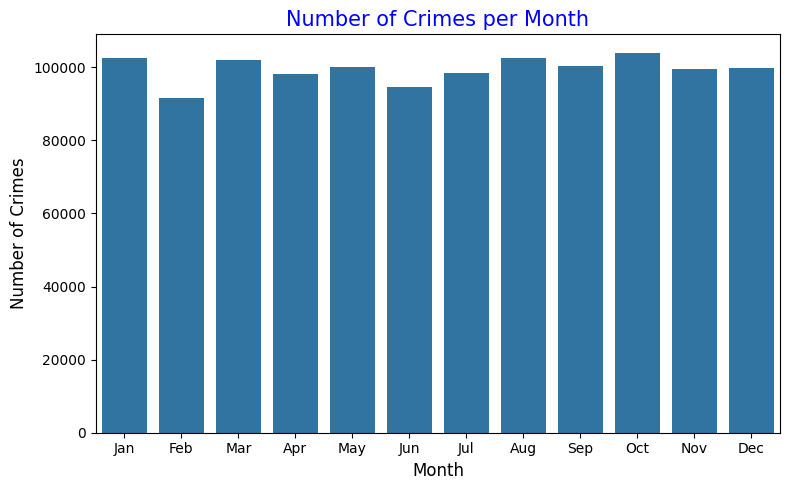 Number of Crimes per Month
Number of Crimes
100000
80000
60000
40000
20000
0
Jan Feb Mar Apr May Jun Jul Aug Sep Oct Nov Dec
Month